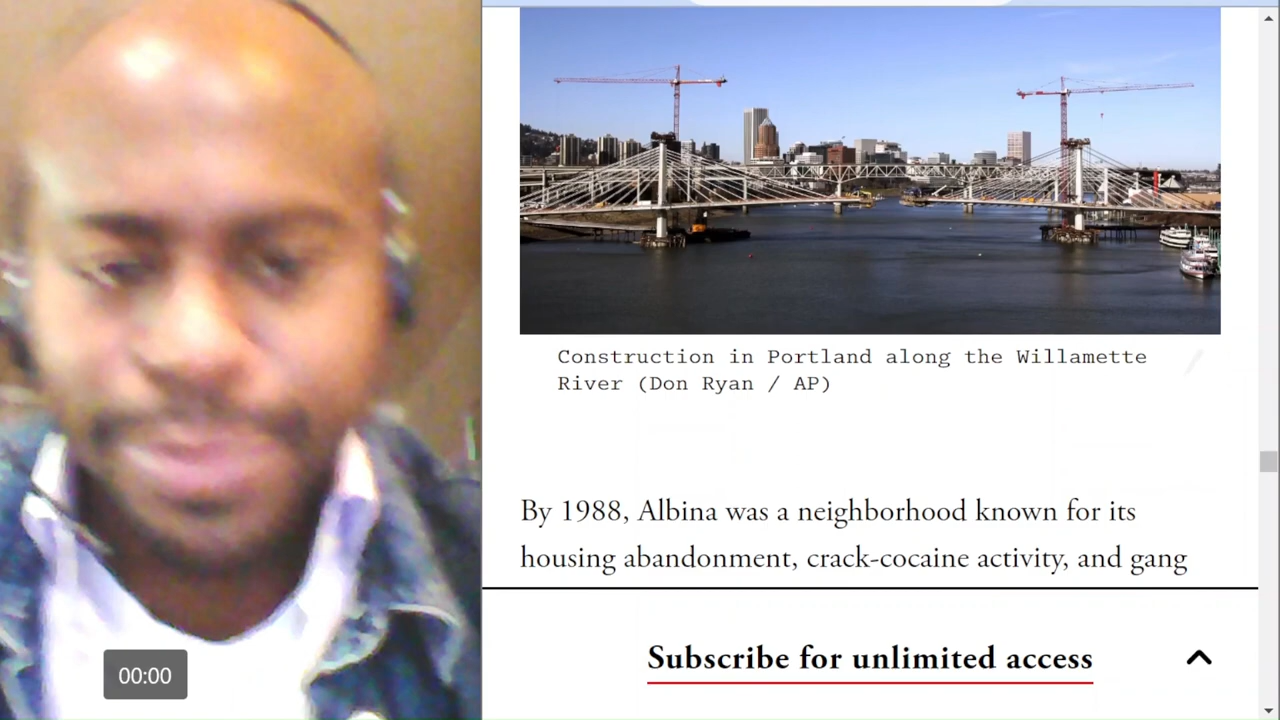 Construction in Portland along the Willamette
River (Don Ryan / AP)
By 1988, Albina was a neighborhood known for its
housing abandonment, crack-cocaine activity, and gang
Subscribe for unlimited access
00:00